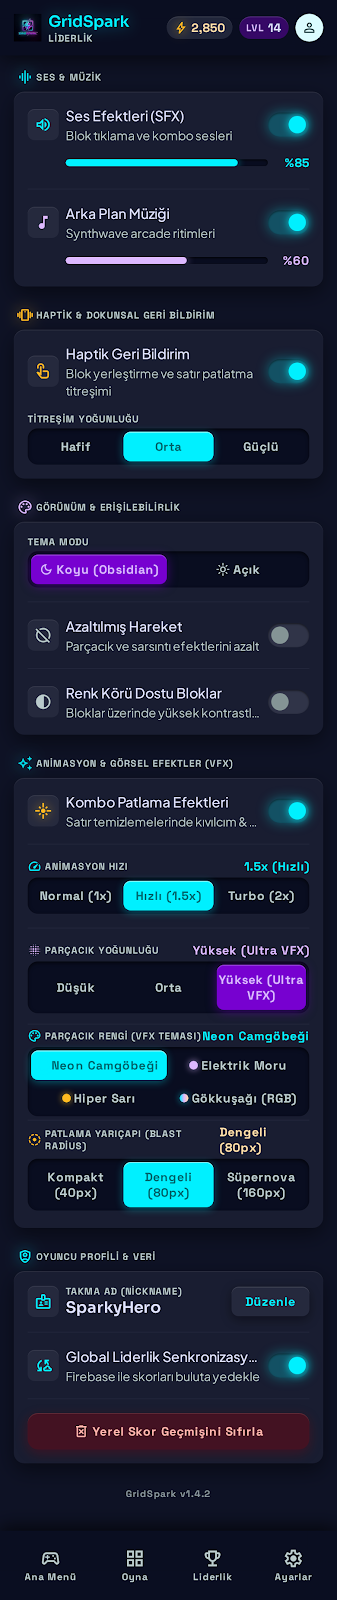 GridSpark
LİDERLİK
2,850
LVL 14
SES & MÜZİK
Ses Efektleri (SFX)
Blok tıklama ve kombo sesleri
%85
Arka Plan Müziği
Synthwave arcade ritimleri
%60
HAPTİK & DOKUNSAL GERİ BİLDİRİM
Haptik Geri Bildirim
Blok yerleştirme ve satır patlatma
titreşimi
TİTREŞİM YOĞUNLUĞU
Hafif Orta Güçlü
GÖRÜNÜM & ERİŞİLEBİLİRLİK
TEMA MODU
Koyu (Obsidian) Açık
Azaltılmış Hareket
Parçacık ve sarsıntı efektlerini azalt
Renk Körü Dostu Bloklar
Bloklar üzerinde yüksek kontrastl...
ANİMASYON & GÖRSEL EFEKTLER (VFX)
Kombo Patlama Efektleri
Satır temizlemelerinde kıvılcım & ...
ANİMASYON HIZI 1.5x (Hızlı)
Normal (1x) Hızlı (1.5x) Turbo (2x)
PARÇACIK YOĞUNLUĞU Yüksek (Ultra VFX)
Düşük Orta Yüksek (Ultra
VFX)
PARÇACIK RENGİ (VFX TEMASI) Neon Camgöbeği
Neon Camgöbeği Elektrik Moru
Hiper Sarı Gökkuşağı (RGB)
PATLAMA YARIÇAPI (BLAST
RADIUS)
Dengeli
(80px)
Kompakt
(40px)
Dengeli
(80px)
Süpernova
(160px)
OYUNCU PROFİLİ & VERİ
TAKMA AD (NİCKNAME)
SparkyHero
Düzenle
Global Liderlik Senkronizasy...
Firebase ile skorları buluta yedekle
Yerel Skor Geçmişini Sıfırla
GridSpark v1.4.2
Ana Menü Oyna Liderlik Ayarlar